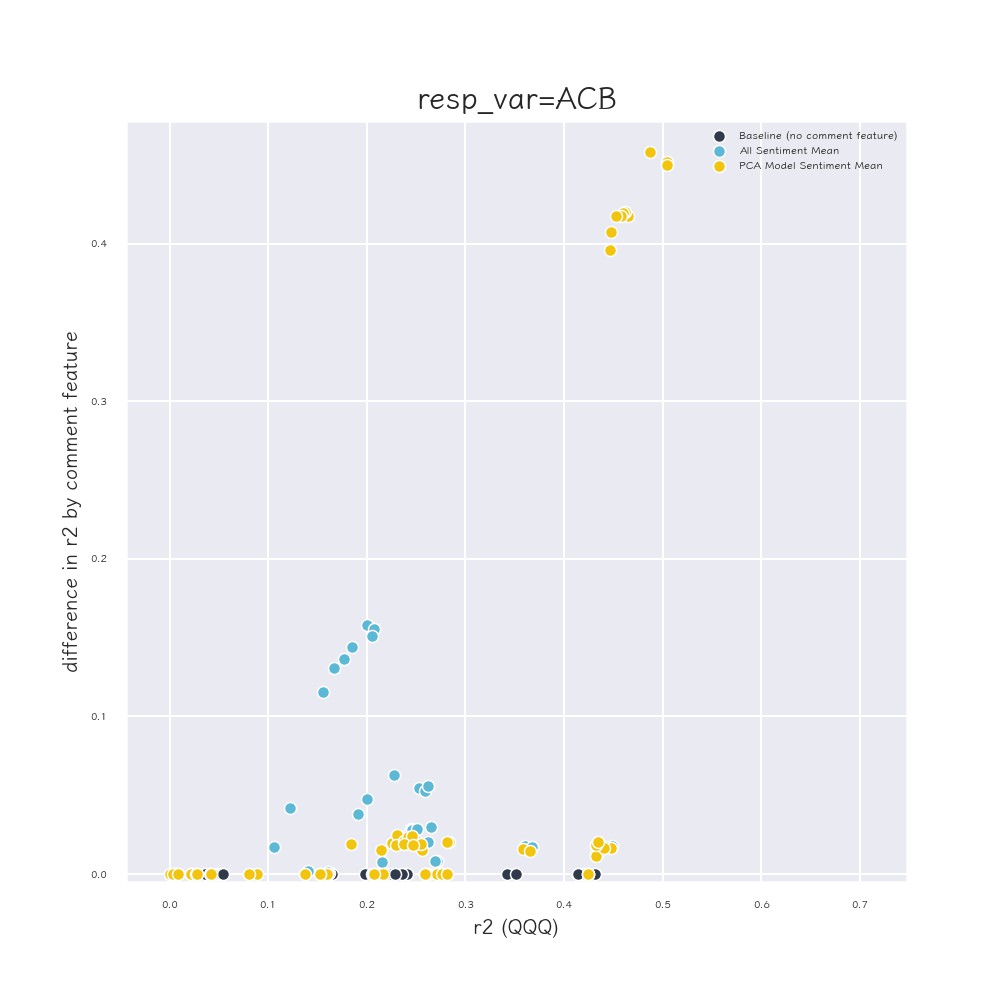 resp_var=ACB
Baseline (no comment feature)
All Sentiment Mean
PCA Model Sentiment Mean
difference in r2 by comment feature
0.4
0.3
0.2
0.1
0.0
0.0 0.1 0.2 0.3 0.4 0.5 0.6 0.7
r2 (QQQ)